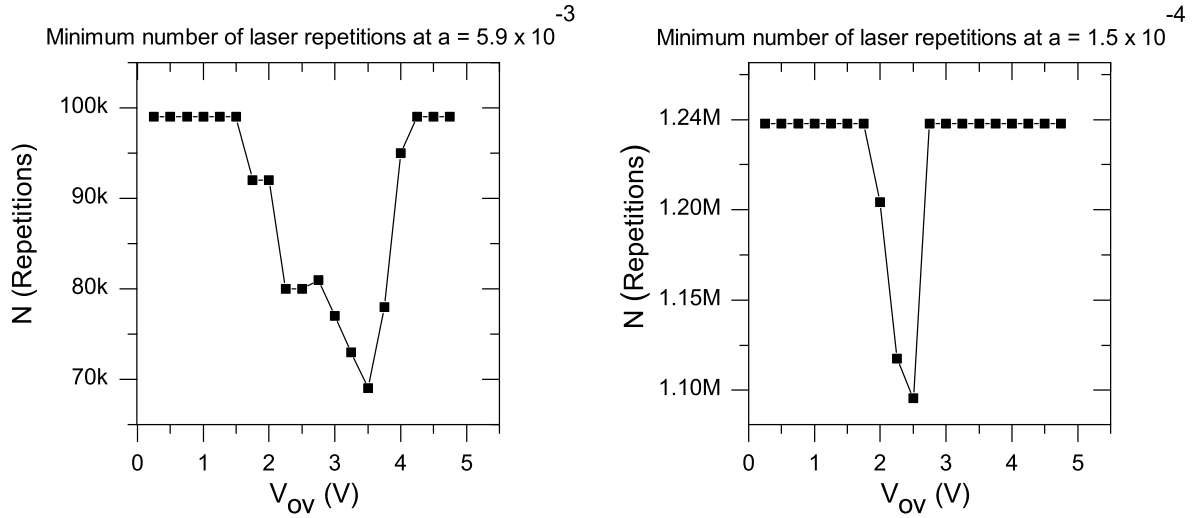 Minimum number of laser repetitions at a = 5.9 x 10^-3
100k
90k
80k
70k
N (Repetitions)
0 1 2 3 4 5
V_ov (V)
Minimum number of laser repetitions at a = 1.5 x 10^-4
1.24M
1.20M
1.15M
1.10M
N (Repetitions)
0 1 2 3 4 5
V_ov (V)